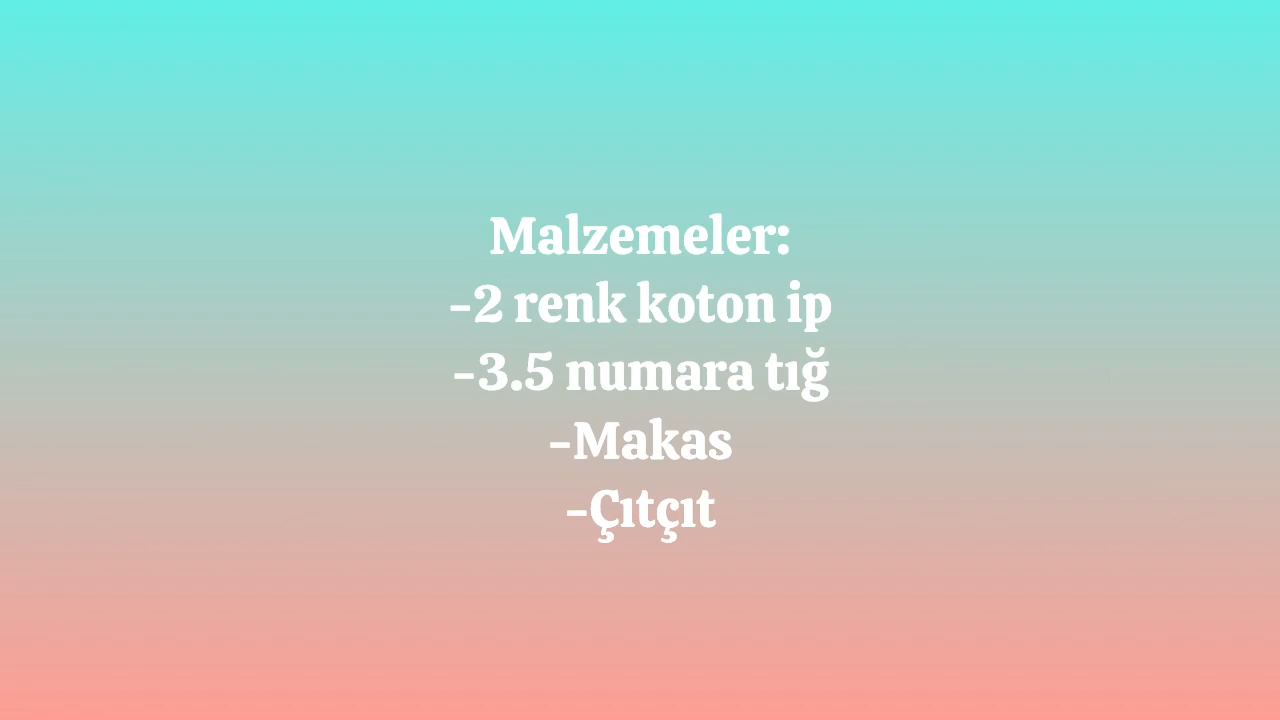 Malzemeler:
-2 renk koton ip
-3.5 numara tığ
-Makas
-Çıtçıt